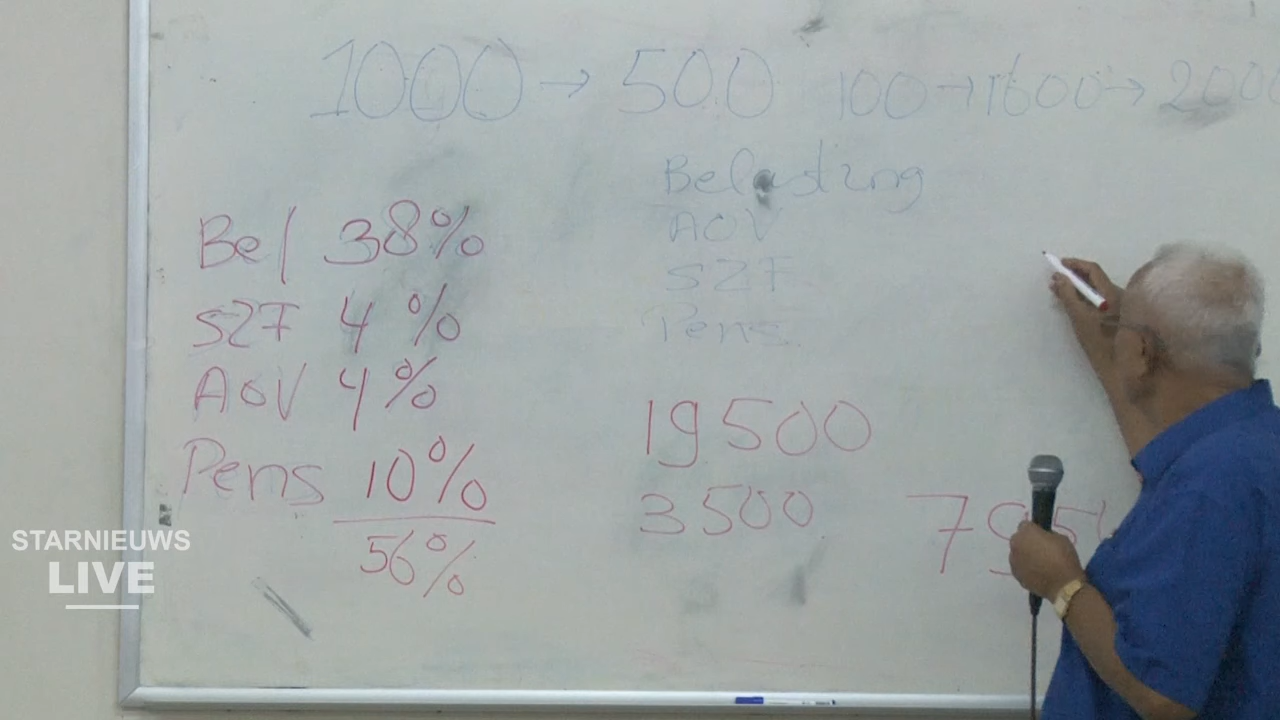 1000 → 500 100 → 1600 → 2000
Belasting
AOV
SZF
Pens.
Bel 38%
SZF 4%
AOV 4%
Pens 10%
56%
19500
3500
STARNIEUWS
LIVE